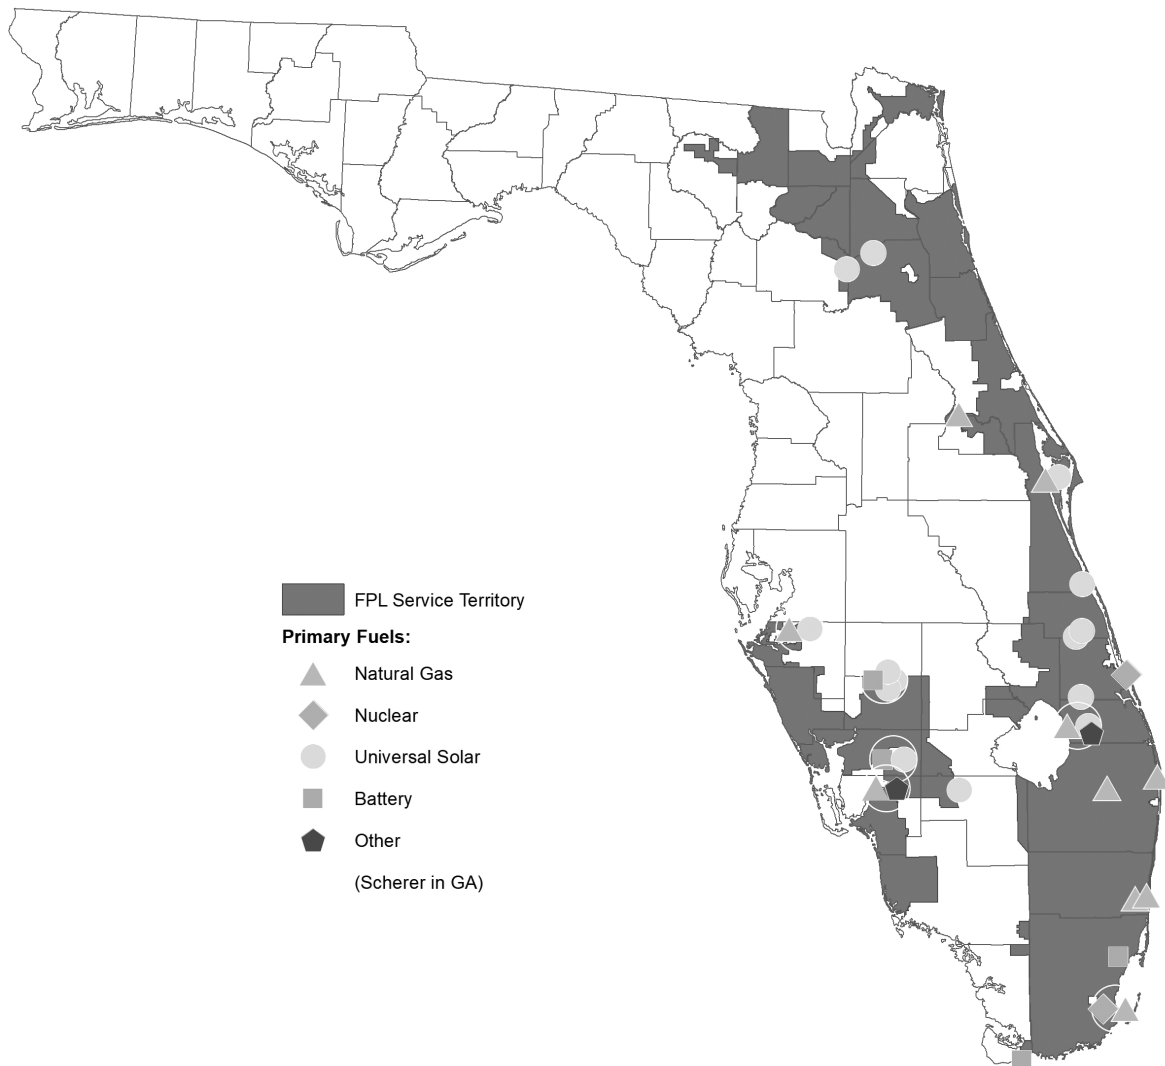 FPL Service Territory
Primary Fuels:
Natural Gas
Nuclear
Universal Solar
Battery
Other
(Scherer in GA)